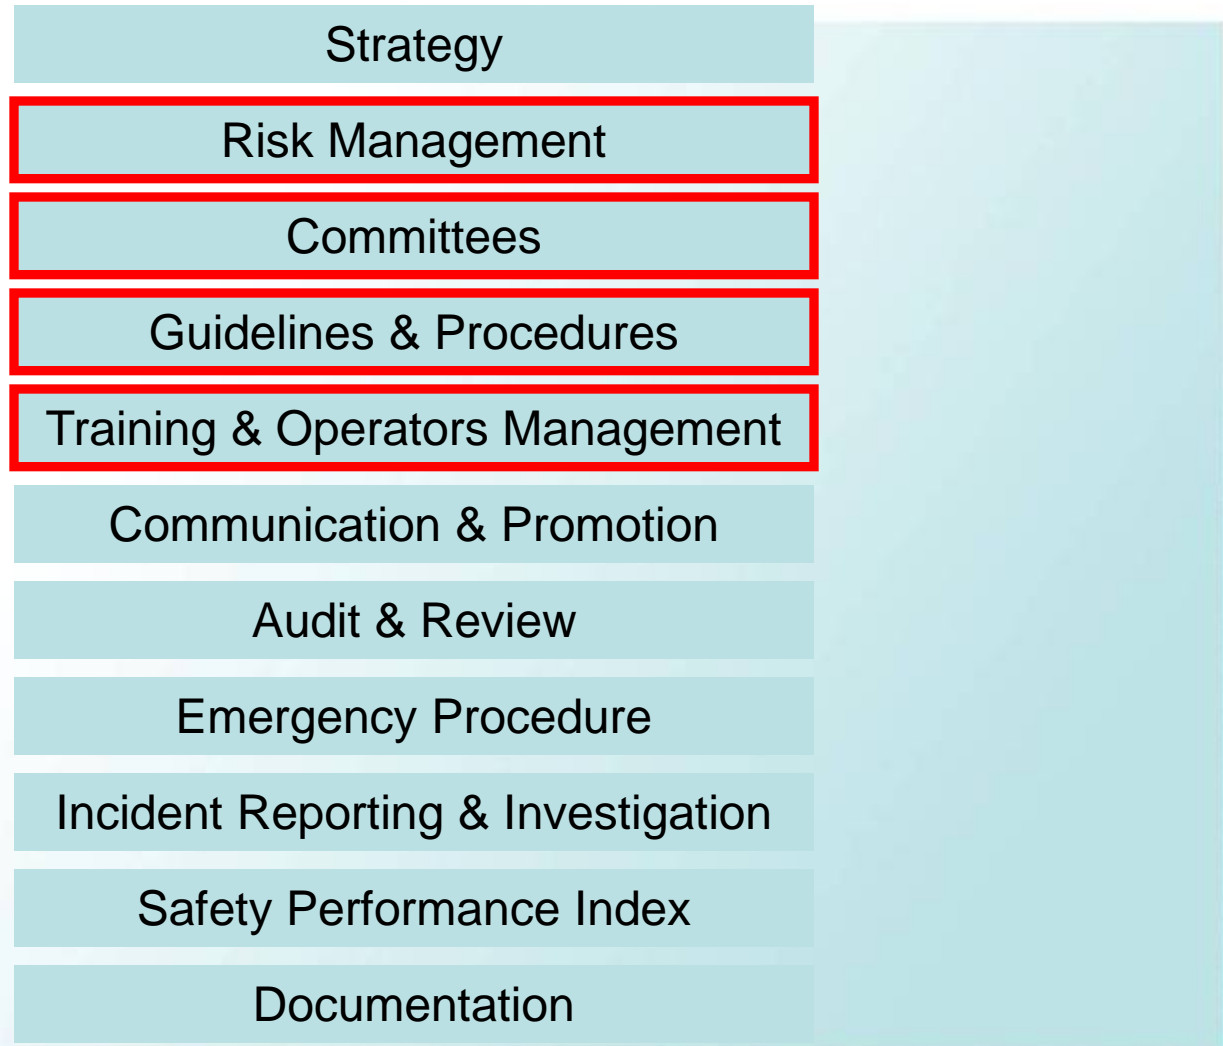 Strategy
Risk Management
Committees
Guidelines & Procedures
Training & Operators Management
Communication & Promotion
Audit & Review
Emergency Procedure
Incident Reporting & Investigation
Safety Performance Index
Documentation